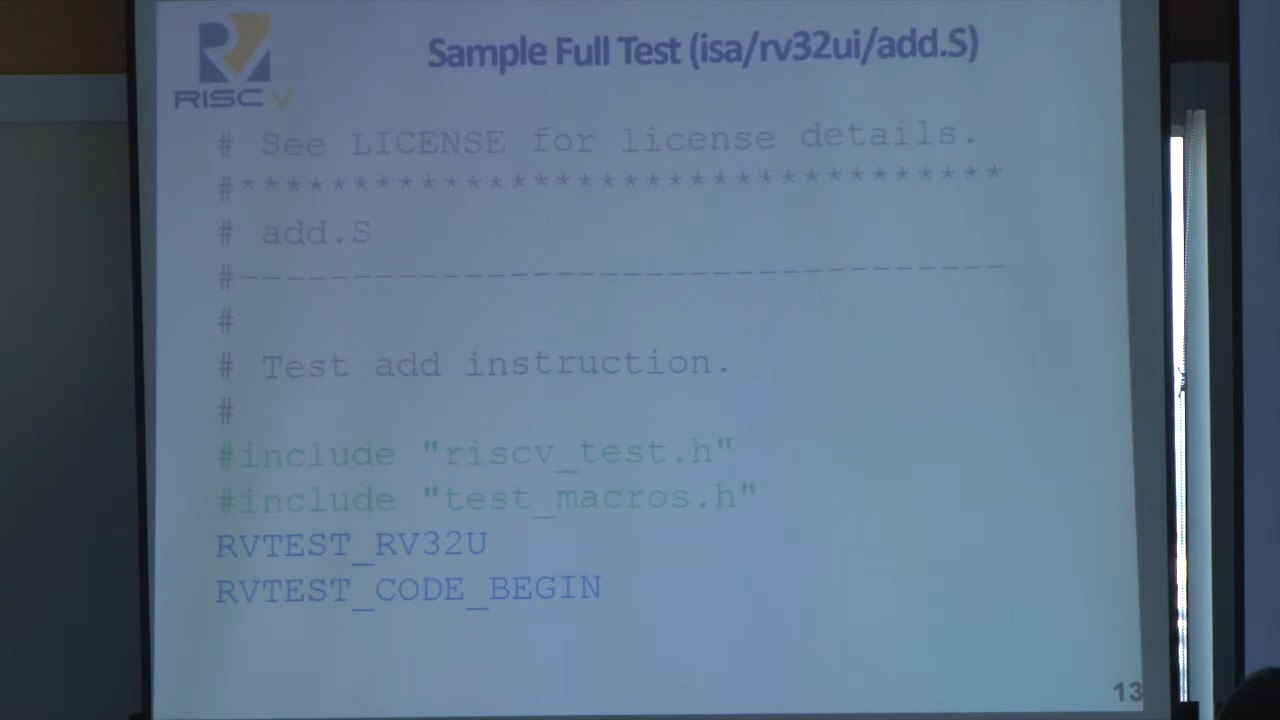 Sample Full Test (isa/rv32ui/add.S)
RISC V
# See LICENSE for license details.
#**********************************
# add.S
#----------------------------------
#
# Test add instruction.
#
#include "riscv_test.h"
#include "test_macros.h"
RVTEST_RV32U
RVTEST_CODE_BEGIN
13